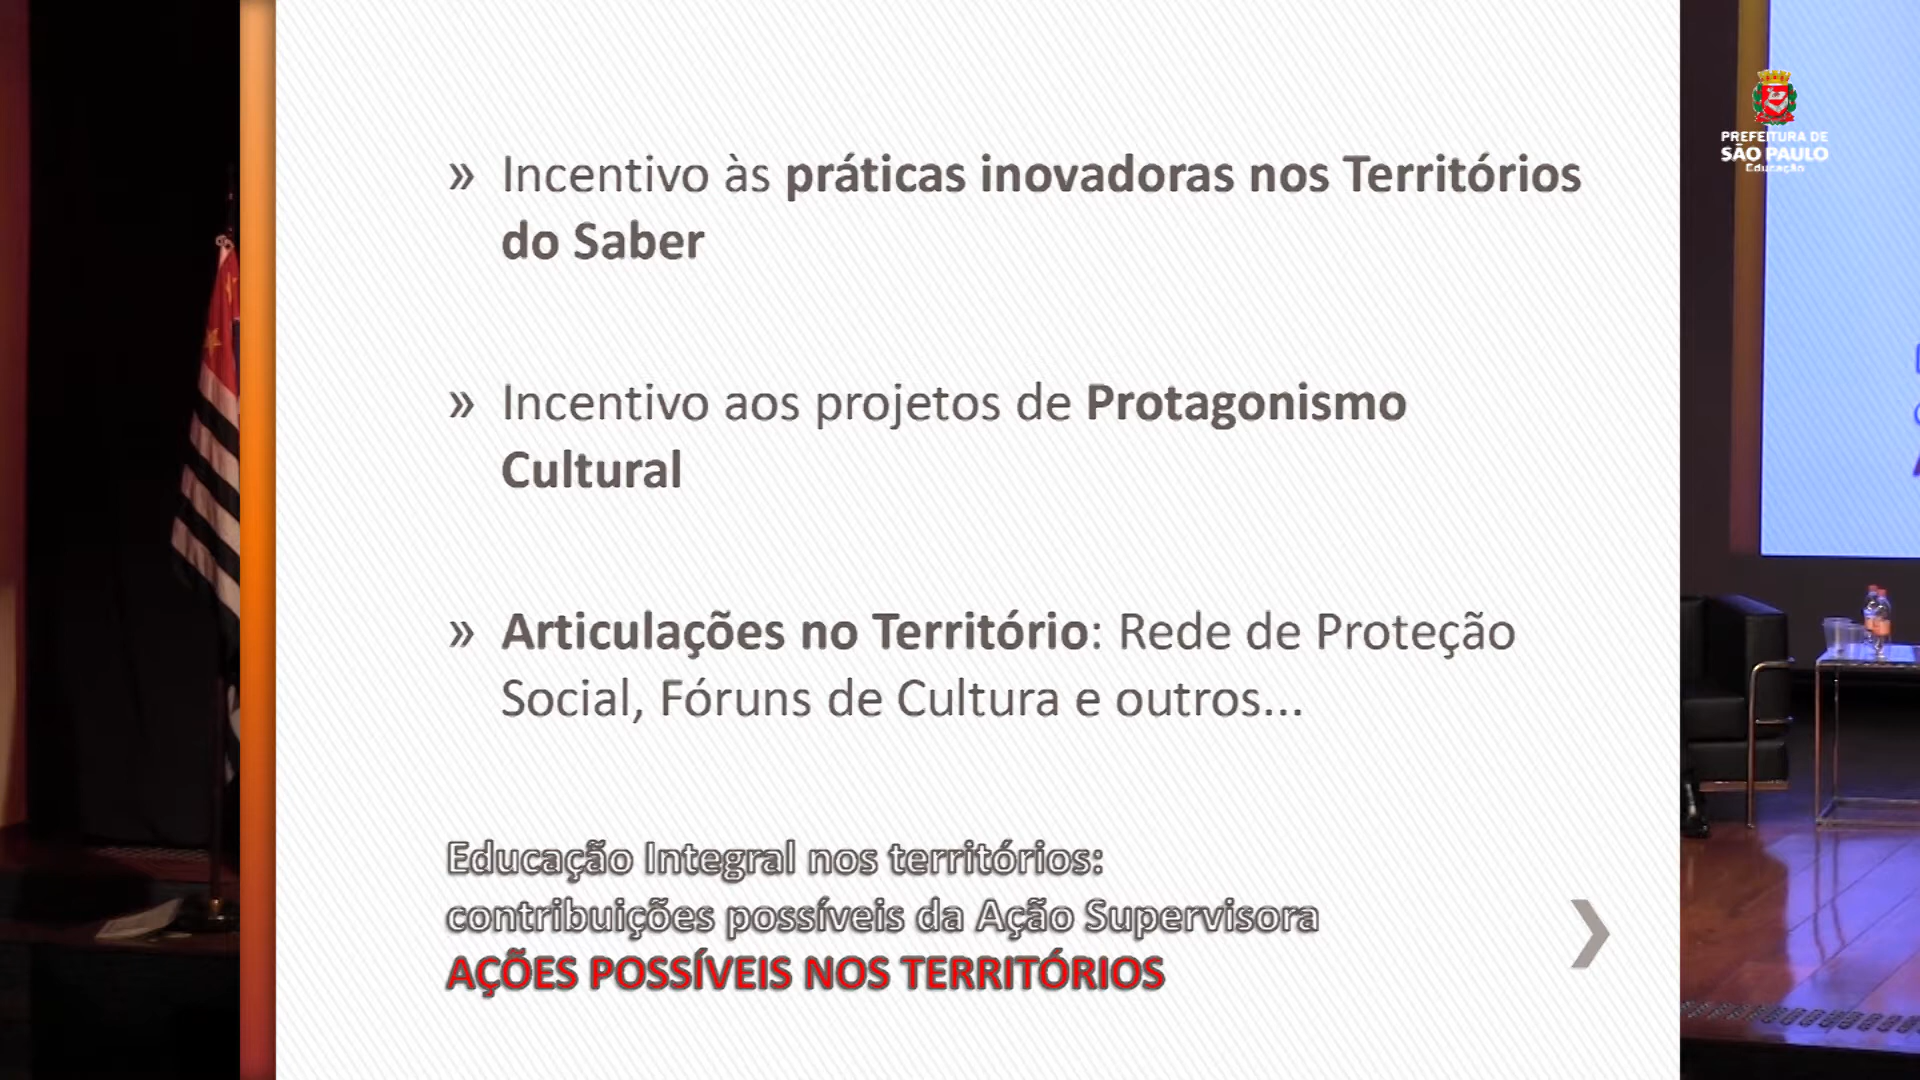 » Incentivo às práticas inovadoras nos Territórios
do Saber
» Incentivo aos projetos de Protagonismo
Cultural
» Articulações no Território: Rede de Proteção
Social, Fóruns de Cultura e outros...
Educação Integral nos territórios:
contribuições possíveis da Ação Supervisora
AÇÕES POSSÍVEIS NOS TERRITÓRIOS
PREFEITURA DE
SÃO PAULO
Educação